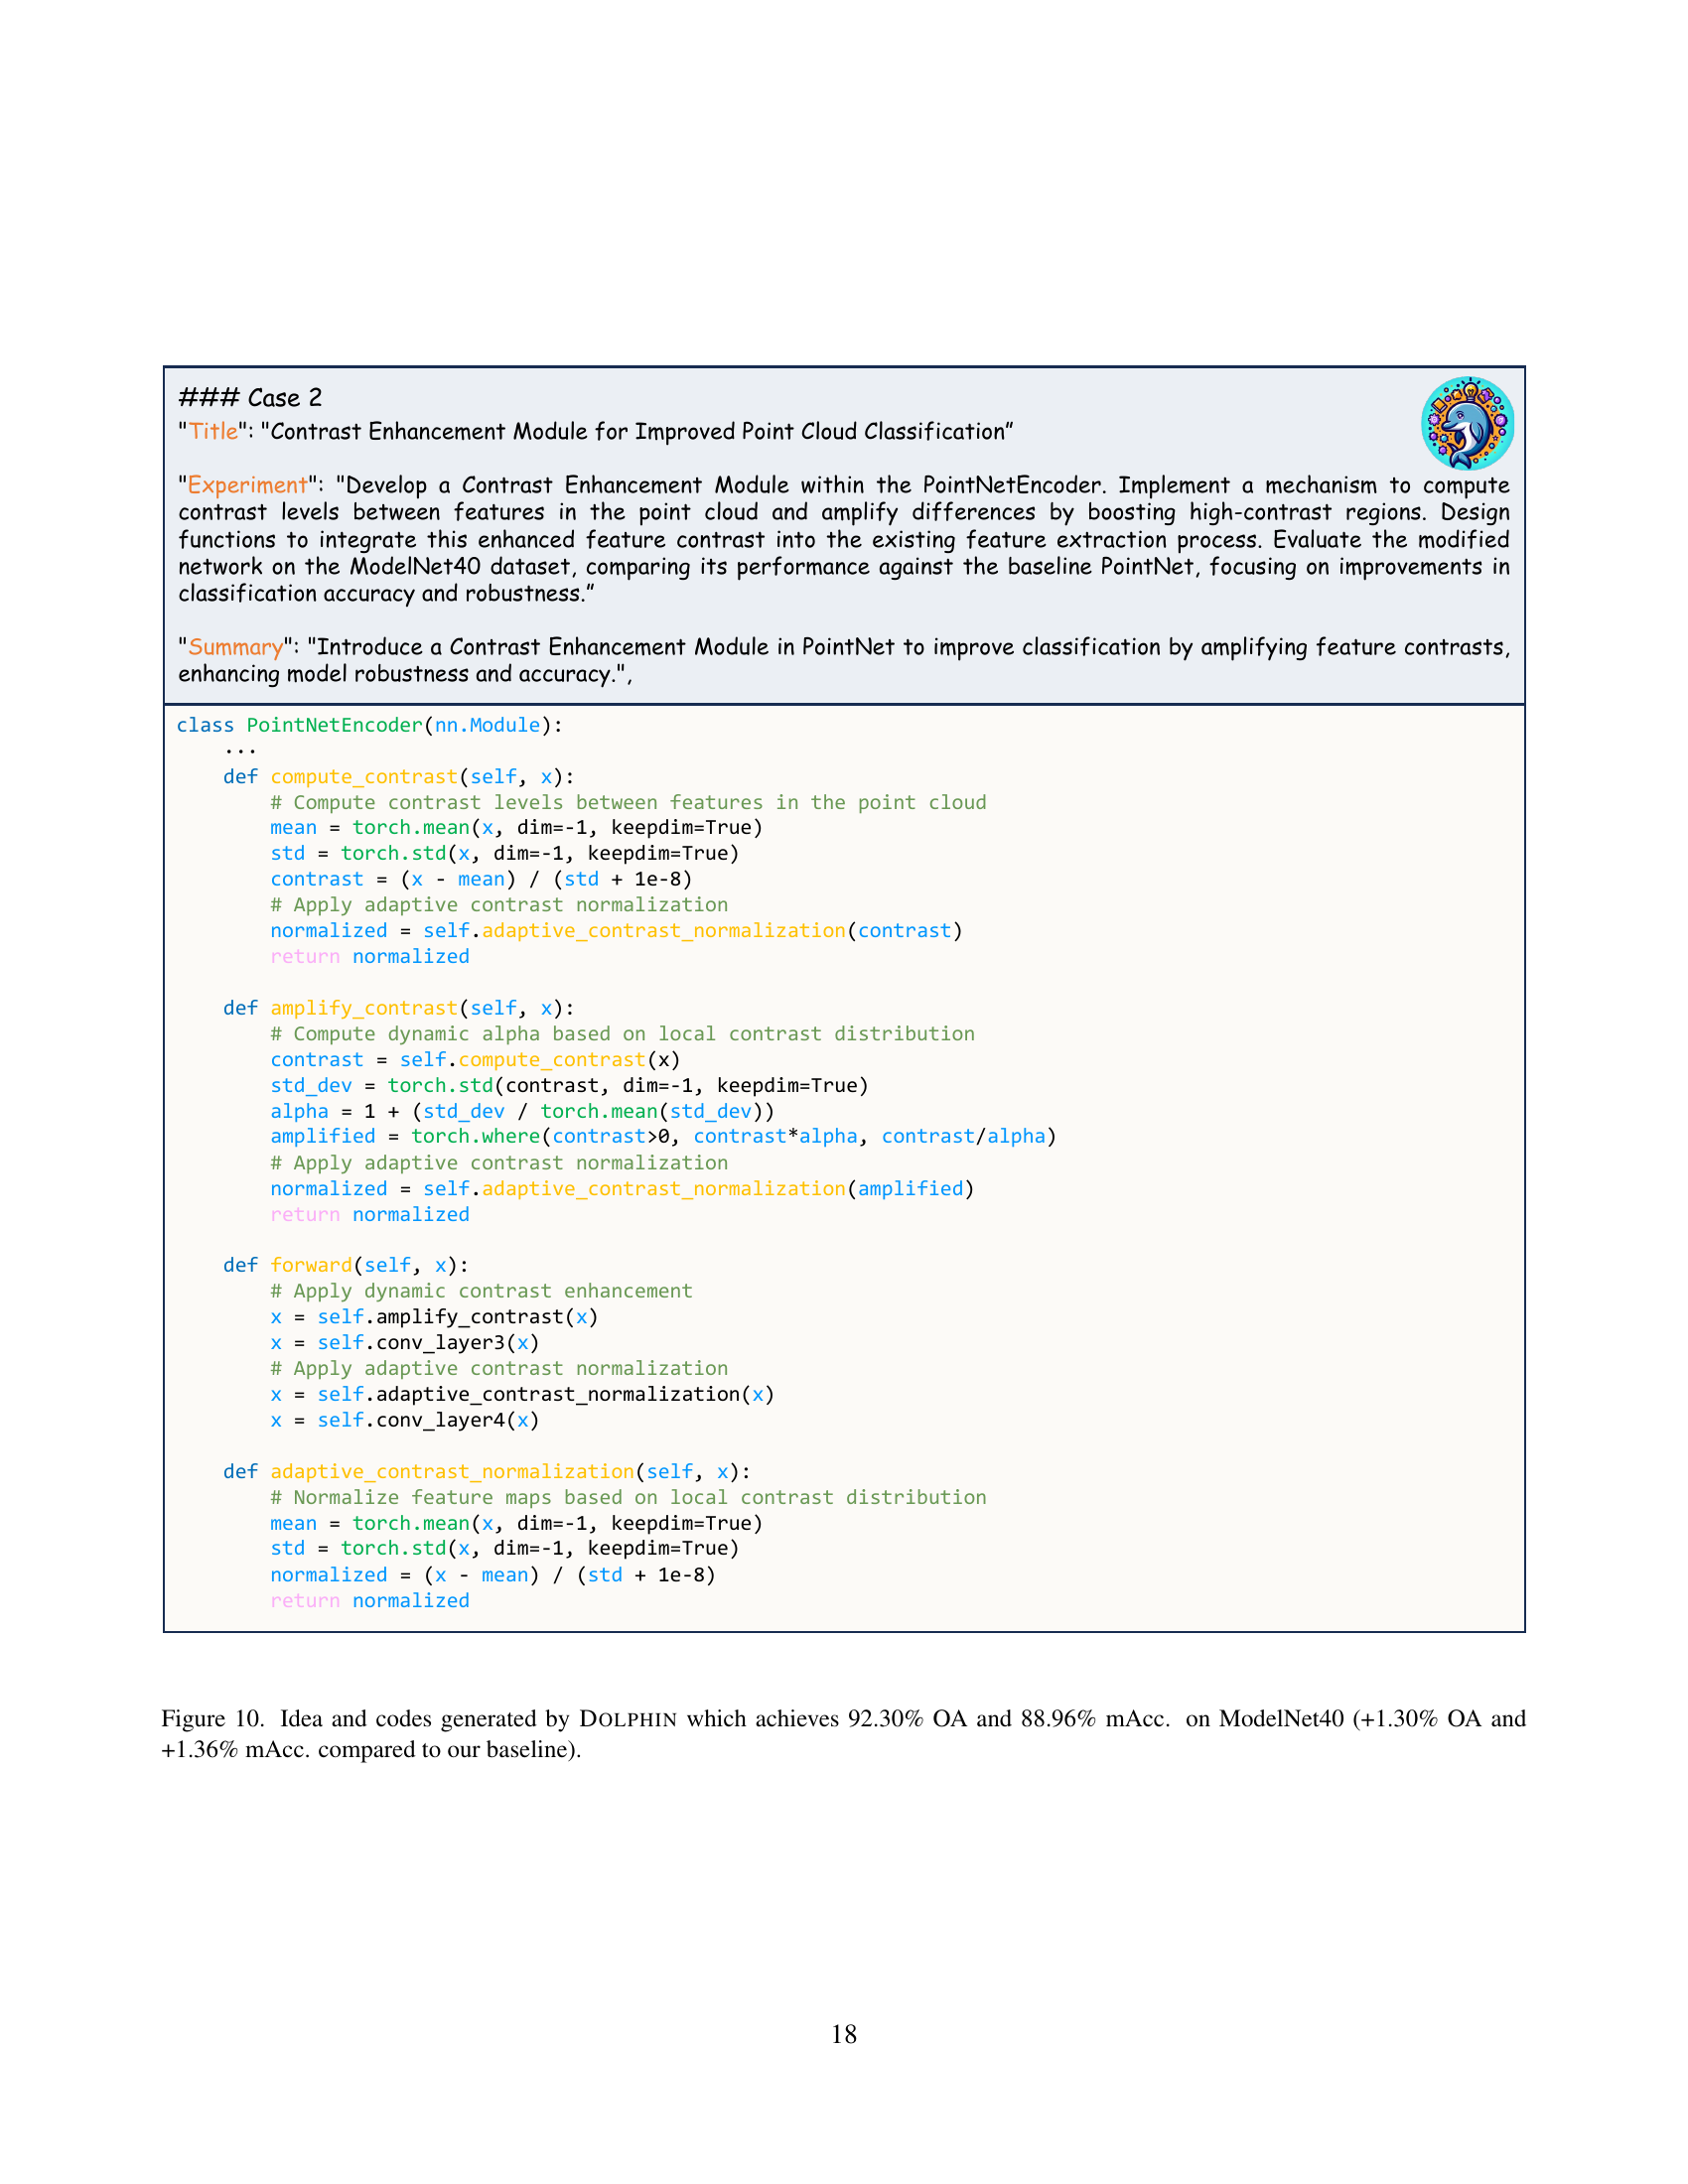 ### Case 2
"Title": "Contrast Enhancement Module for Improved Point Cloud Classification”
"Experiment": "Develop a Contrast Enhancement Module within the PointNetEncoder. Implement a mechanism to compute
contrast levels between features in the point cloud and amplify differences by boosting high-contrast regions. Design
functions to integrate this enhanced feature contrast into the existing feature extraction process. Evaluate the modified
network on the ModelNet40 dataset, comparing its performance against the baseline PointNet, focusing on improvements in
classification accuracy and robustness.”
"Summary": "Introduce a Contrast Enhancement Module in PointNet to improve classification by amplifying feature contrasts,
enhancing model robustness and accuracy.",
class PointNetEncoder(nn.Module):
    ...
    def compute_contrast(self, x):
        # Compute contrast levels between features in the point cloud
        mean = torch.mean(x, dim=-1, keepdim=True)
        std = torch.std(x, dim=-1, keepdim=True)
        contrast = (x - mean) / (std + 1e-8)
        # Apply adaptive contrast normalization
        normalized = self.adaptive_contrast_normalization(contrast)
        return normalized
    def amplify_contrast(self, x):
        # Compute dynamic alpha based on local contrast distribution
        contrast = self.compute_contrast(x)
        std_dev = torch.std(contrast, dim=-1, keepdim=True)
        alpha = 1 + (std_dev / torch.mean(std_dev))
        amplified = torch.where(contrast>0, contrast*alpha, contrast/alpha)
        # Apply adaptive contrast normalization
        normalized = self.adaptive_contrast_normalization(amplified)
        return normalized
    def forward(self, x):
        # Apply dynamic contrast enhancement
        x = self.amplify_contrast(x)
        x = self.conv_layer3(x)
        # Apply adaptive contrast normalization
        x = self.adaptive_contrast_normalization(x)
        x = self.conv_layer4(x)
    def adaptive_contrast_normalization(self, x):
        # Normalize feature maps based on local contrast distribution
        mean = torch.mean(x, dim=-1, keepdim=True)
        std = torch.std(x, dim=-1, keepdim=True)
        normalized = (x - mean) / (std + 1e-8)
        return normalized
Figure 10. Idea and codes generated by DOLPHIN which achieves 92.30% OA and 88.96% mAcc. on ModelNet40 (+1.30% OA and
+1.36% mAcc. compared to our baseline).
18